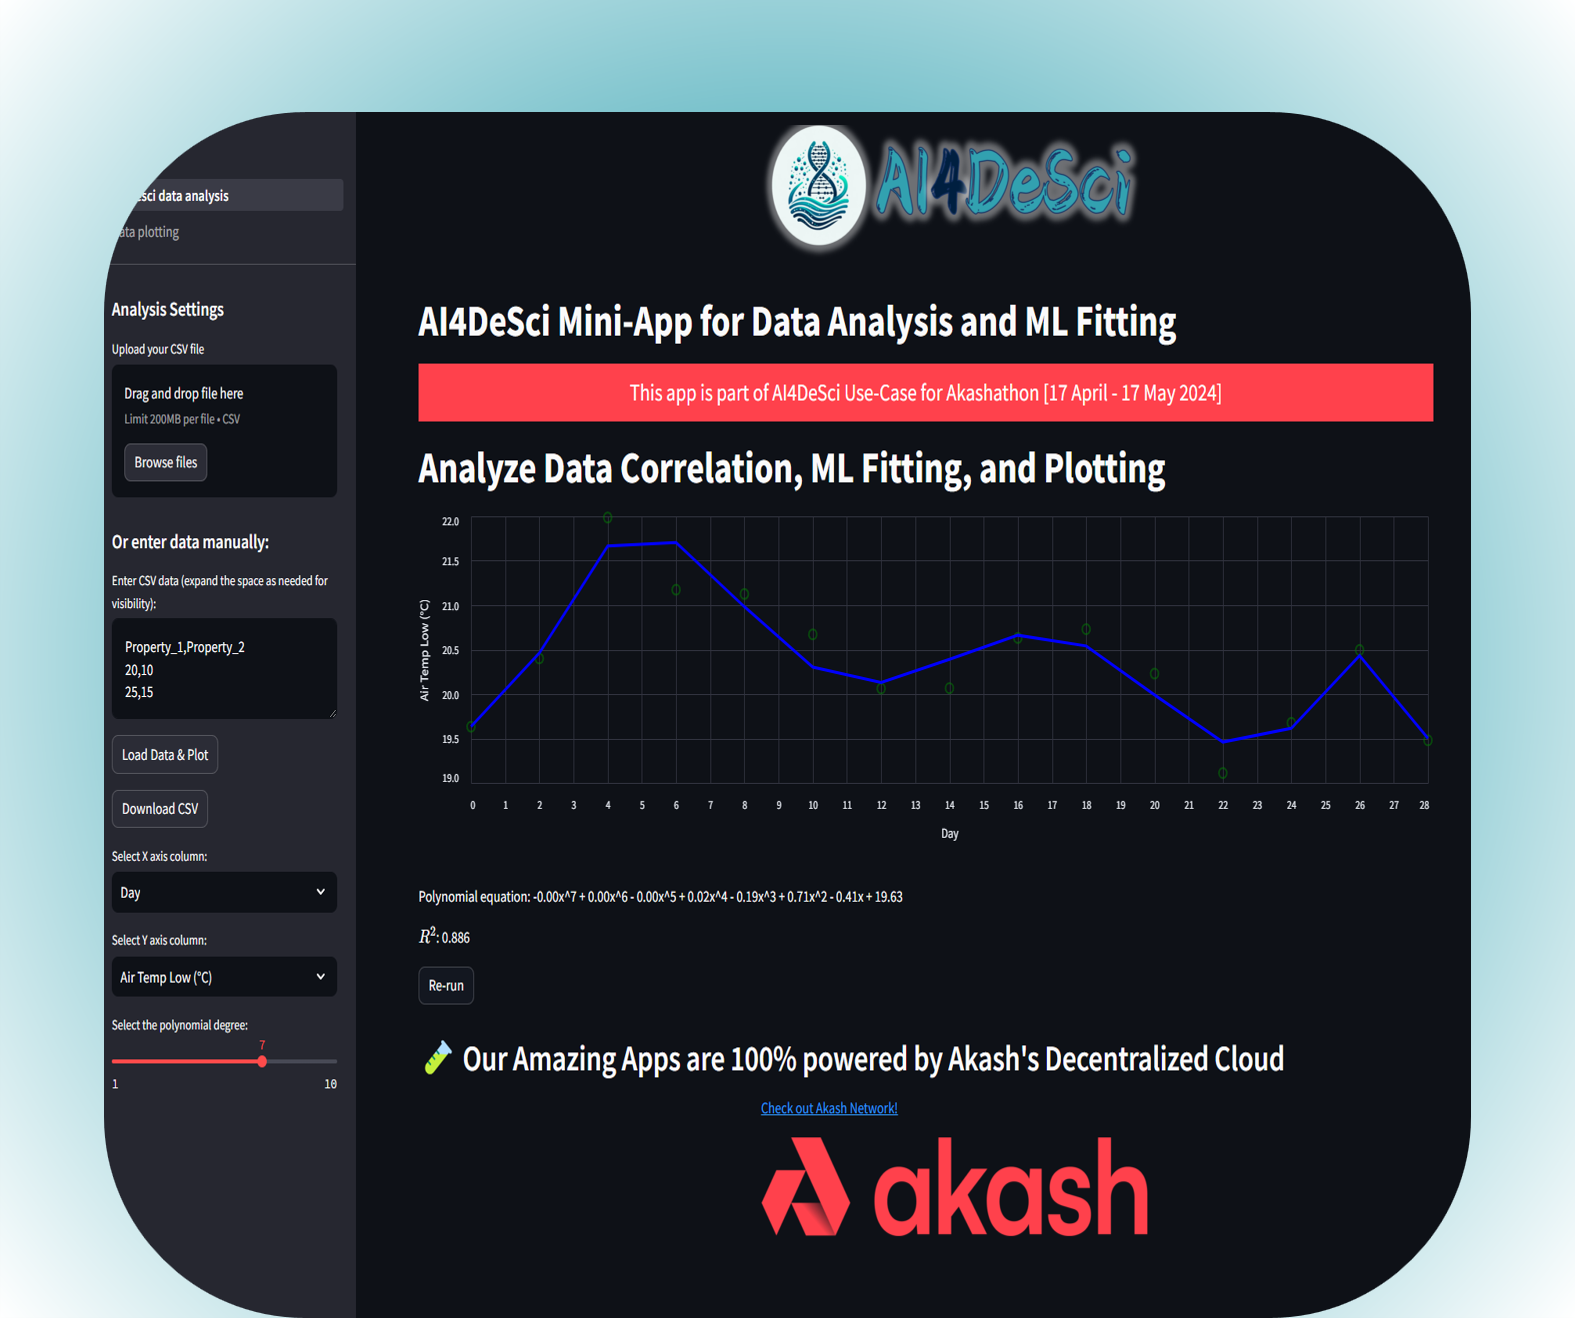 AI4DeSci
sci data analysis
ata plotting
Analysis Settings
Upload your CSV file
Drag and drop file here
Limit 200MB per file • CSV
Browse files
Or enter data manually:
Enter CSV data (expand the space as needed for
visibility):
Property_1,Property_2
20,10
25,15
Load Data & Plot
Download CSV
Select X axis column:
Day
Select Y axis column:
Air Temp Low (°C)
Select the polynomial degree:
7
1 10
AI4DeSci Mini-App for Data Analysis and ML Fitting
This app is part of AI4DeSci Use-Case for Akashathon [17 April - 17 May 2024]
Analyze Data Correlation, ML Fitting, and Plotting
22.0
21.5
21.0
20.5
20.0
19.5
19.0
Air Temp Low (°C)
0 1 2 3 4 5 6 7 8 9 10 11 12 13 14 15 16 17 18 19 20 21 22 23 24 25 26 27 28
Day
Polynomial equation: -0.00x^7 + 0.00x^6 - 0.00x^5 + 0.02x^4 - 0.19x^3 + 0.71x^2 - 0.41x + 19.63
R²: 0.886
Re-run
Our Amazing Apps are 100% powered by Akash's Decentralized Cloud
Check out Akash Network!
akash